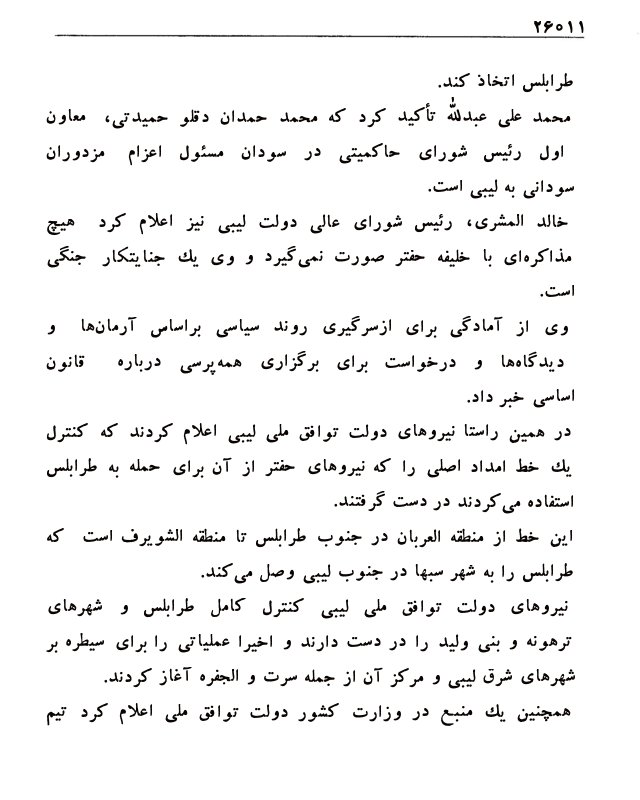 ۲۶۰۱۱
طرابلس اتخاذ کند.
محمد علی عبدالله تأکید کرد که محمد حمدان دقلو حمیدتی، معاون
اول رئیس شورای حاکمیتی در سودان مسئول اعزام مزدوران
سودانی به لیبی است.
خالد المشری، رئیس شورای عالی دولت لیبی نیز اعلام کرد هیچ
مذاکره‌ای با خلیفه حفتر صورت نمی‌گیرد و وی یك جنایتکار جنگی
است.
وی از آمادگی برای ازسرگیری روند سیاسی براساس آرمان‌ها و
دیدگاه‌ها و درخواست برای برگزاری همه‌پرسی درباره قانون
اساسی خبر داد.
در همین راستا نیروهای دولت توافق ملی لیبی اعلام کردند که کنترل
یك خط امداد اصلی را که نیروهای حفتر از آن برای حمله به طرابلس
استفاده می‌کردند در دست گرفتند.
این خط از منطقه العربان در جنوب طرابلس تا منطقه الشویرف است که
طرابلس را به شهر سبها در جنوب لیبی وصل می‌کند.
نیروهای دولت توافق ملی لیبی کنترل کامل طرابلس و شهرهای
ترهونه و بنی ولید را در دست دارند و اخیرا عملیاتی را برای سیطره بر
شهرهای شرق لیبی و مرکز آن از جمله سرت و الجفره آغاز کردند.
همچنین یك منبع در وزارت کشور دولت توافق ملی اعلام کرد تیم